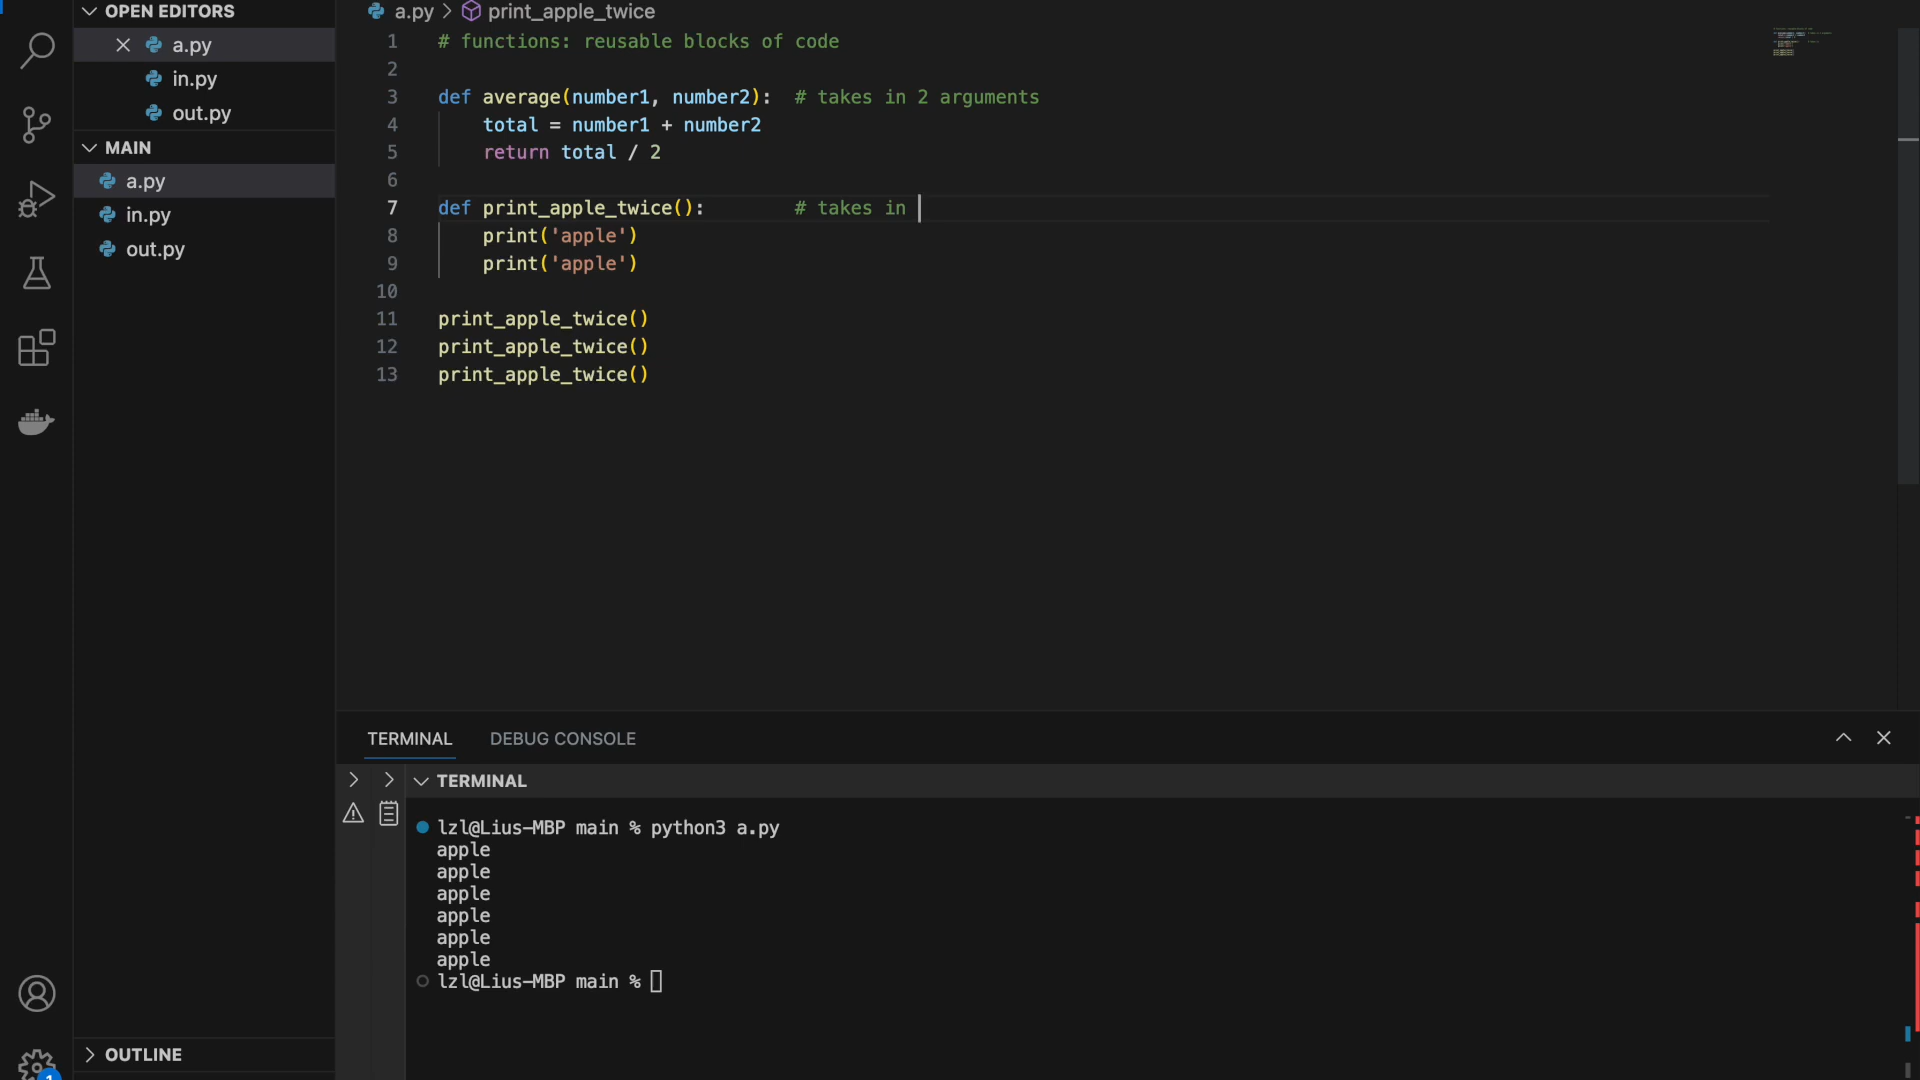 OPEN EDITORS
a.py
in.py
out.py
MAIN
a.py
in.py
out.py
OUTLINE
1
a.py > print_apple_twice
1 # functions: reusable blocks of code
2
3 def average(number1, number2):  # takes in 2 arguments
4     total = number1 + number2
5     return total / 2
6
7 def print_apple_twice():        # takes in
8     print('apple')
9     print('apple')
10
11 print_apple_twice()
12 print_apple_twice()
13 print_apple_twice()
TERMINAL DEBUG CONSOLE
TERMINAL
lzl@Lius-MBP main % python3 a.py
apple
apple
apple
apple
apple
apple
lzl@Lius-MBP main %